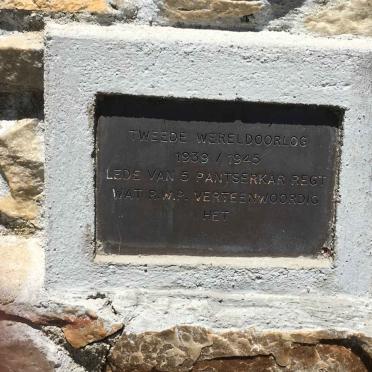 TWEEDE WERELDOORLOG
1939 / 1945
LEDE VAN 5 PANTSERKAR REGT
WAT R.W.P. VERTEENWOORDIG
HET